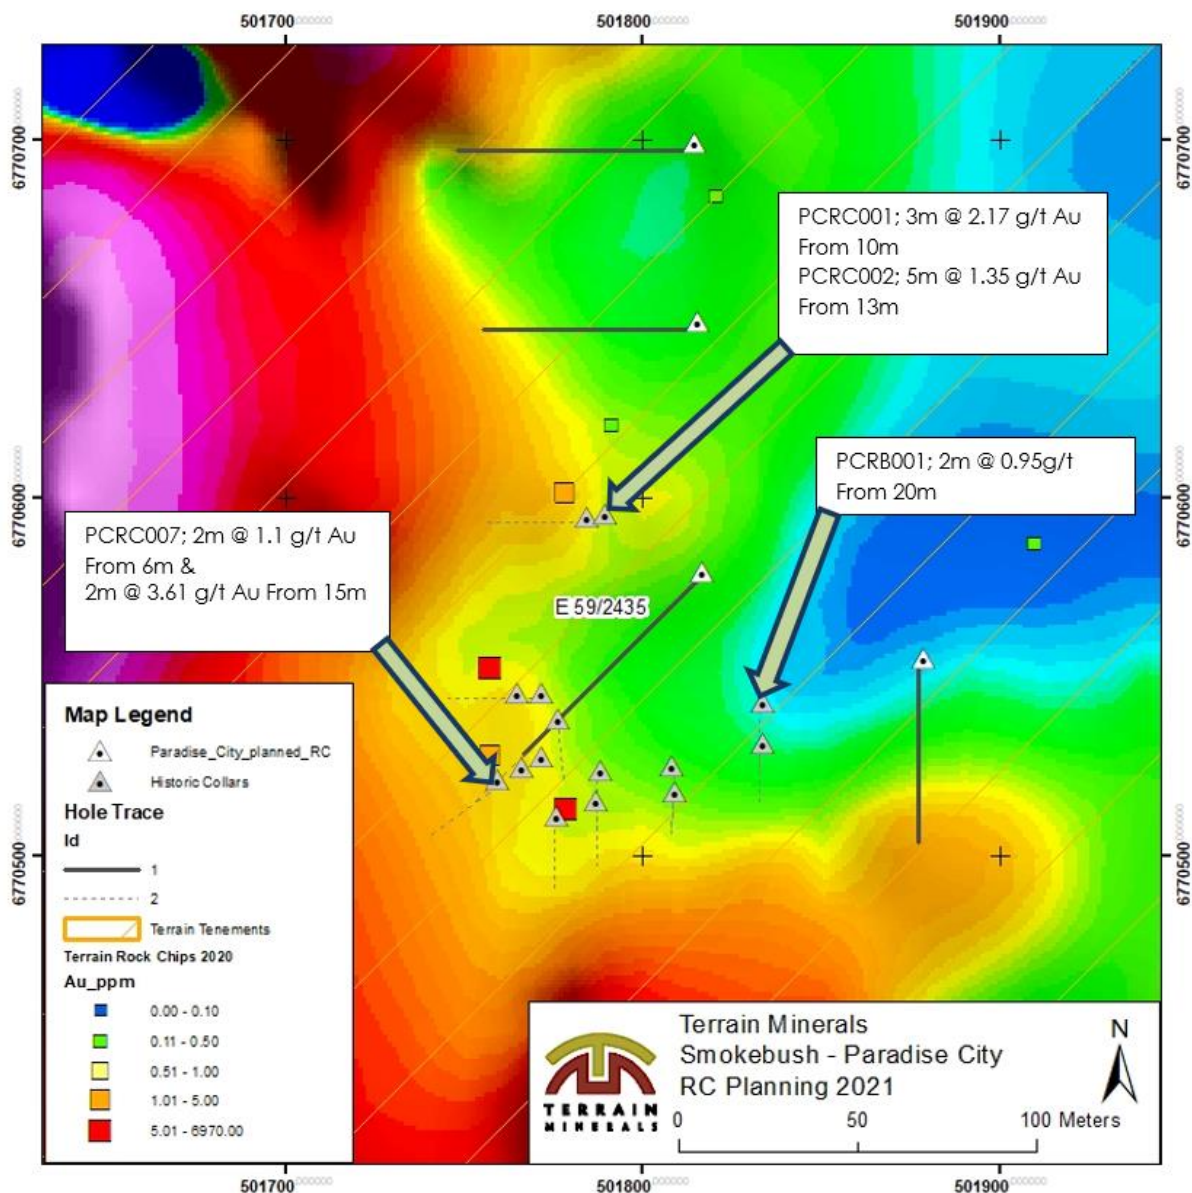 501700 501800 501900
6770700 6770700
PCRC001; 3m @ 2.17 g/t Au
From 10m
PCRC002; 5m @ 1.35 g/t Au
From 13m
6770600 6770600
PCRB001; 2m @ 0.95g/t
From 20m
PCRC007; 2m @ 1.1 g/t Au
From 6m &
2m @ 3.61 g/t Au From 15m
E 59/2435
6770500 6770500
Map Legend
Paradise_City_planned_RC
Historic Collars
Hole Trace
Id
1
2
Terrain Tenements
Terrain Rock Chips 2020
Au_ppm
0.00 - 0.10
0.11 - 0.50
0.51 - 1.00
1.01 - 5.00
5.01 - 6970.00
TERRAIN
MINERALS
Terrain Minerals
Smokebush - Paradise City
RC Planning 2021
N
0 50 100 Meters
501700 501800 501900